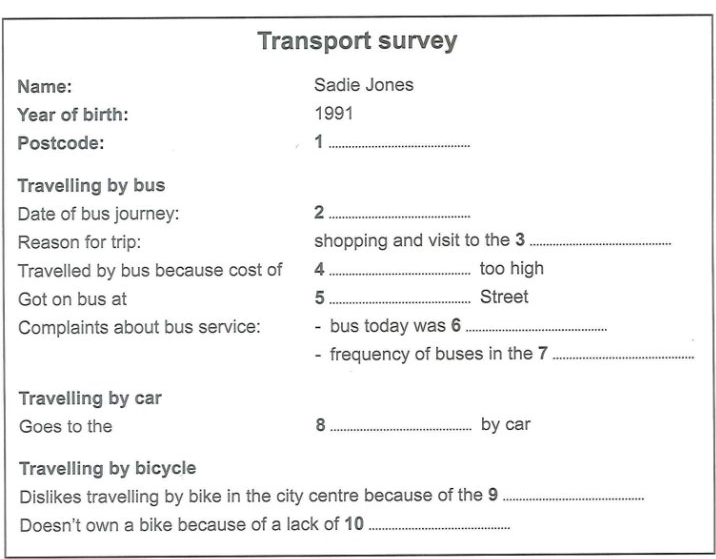 Transport survey
Name: Sadie Jones
Year of birth: 1991
Postcode: 1 ................................
Travelling by bus
Date of bus journey: 2 ................................
Reason for trip: shopping and visit to the 3 ................................
Travelled by bus because cost of 4 ................................ too high
Got on bus at 5 ................................ Street
Complaints about bus service: - bus today was 6 ................................
- frequency of buses in the 7 ................................
Travelling by car
Goes to the 8 ................................ by car
Travelling by bicycle
Dislikes travelling by bike in the city centre because of the 9 ................................
Doesn't own a bike because of a lack of 10 ................................